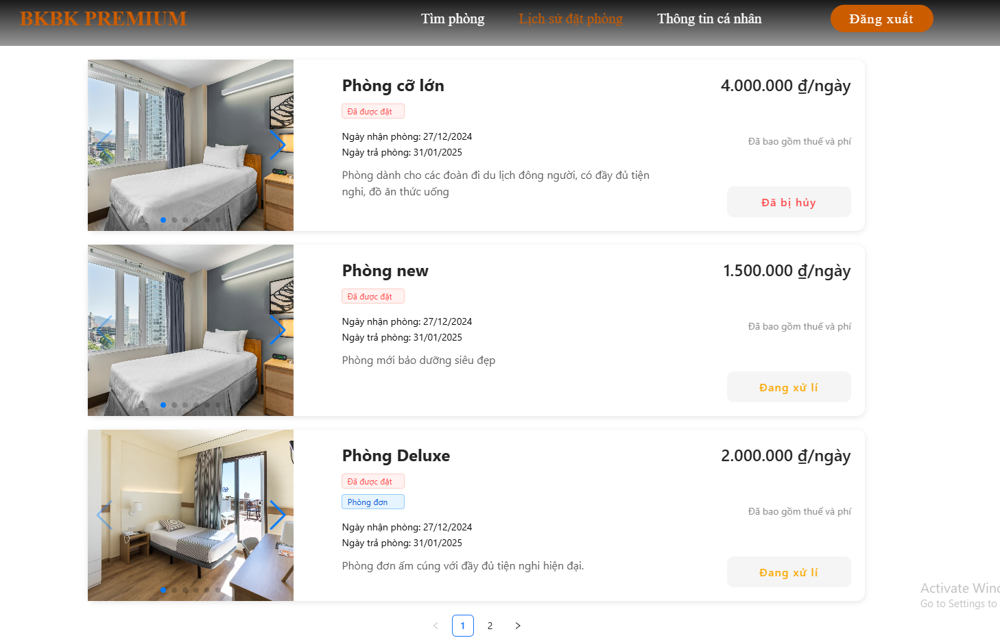 BKBK PREMIUM
Tìm phòng
Lịch sử đặt phòng
Thông tin cá nhân
Đăng xuất
Phòng cỡ lớn
4.000.000 ₫/ngày
Đã được đặt
Ngày nhận phòng: 27/12/2024
Ngày trả phòng: 31/01/2025
Đã bao gồm thuế và phí
Phòng dành cho các đoàn đi du lịch đông người, có đầy đủ tiện
nghi, đồ ăn thức uống
Đã bị hủy
Phòng new
1.500.000 ₫/ngày
Đã được đặt
Ngày nhận phòng: 27/12/2024
Ngày trả phòng: 31/01/2025
Đã bao gồm thuế và phí
Phòng mới bảo dưỡng siêu đẹp
Đang xử lí
Phòng Deluxe
2.000.000 ₫/ngày
Đã được đặt
Phòng đơn
Ngày nhận phòng: 27/12/2024
Ngày trả phòng: 31/01/2025
Đã bao gồm thuế và phí
Phòng đơn ấm cúng với đầy đủ tiện nghi hiện đại.
Đang xử lí
Activate Wind
Go to Settings to
1
2